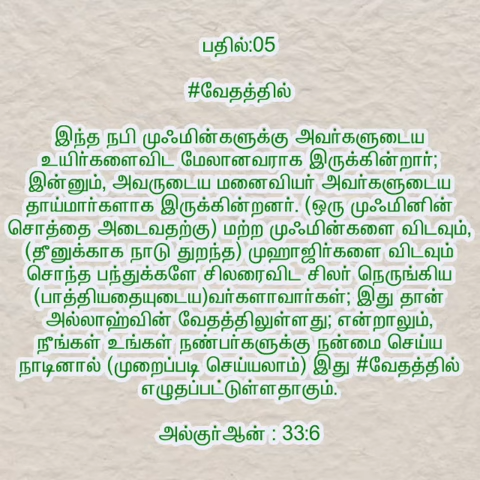 பதில்:05
#வேதத்தில்
இந்த நபி முஃமின்களுக்கு அவர்களுடைய
உயிர்களைவிட மேலானவராக இருக்கின்றார்;
இன்னும், அவருடைய மனைவியர் அவர்களுடைய
தாய்மார்களாக இருக்கின்றனர். (ஒரு முஃமினின்
சொத்தை அடைவதற்கு) மற்ற முஃமின்களை விடவும்,
(தீனுக்காக நாடு துறந்த) முஹாஜிர்களை விடவும்
சொந்த பந்துக்களே சிலரைவிட சிலர் நெருங்கிய
(பாத்தியதையுடைய)வர்களாவார்கள்; இது தான்
அல்லாஹ்வின் வேதத்திலுள்ளது; என்றாலும்,
நீங்கள் உங்கள் நண்பர்களுக்கு நன்மை செய்ய
நாடினால் (முறைப்படி செய்யலாம்) இது #வேதத்தில்
எழுதப்பட்டுள்ளதாகும்.
அல்குர்ஆன் : 33:6